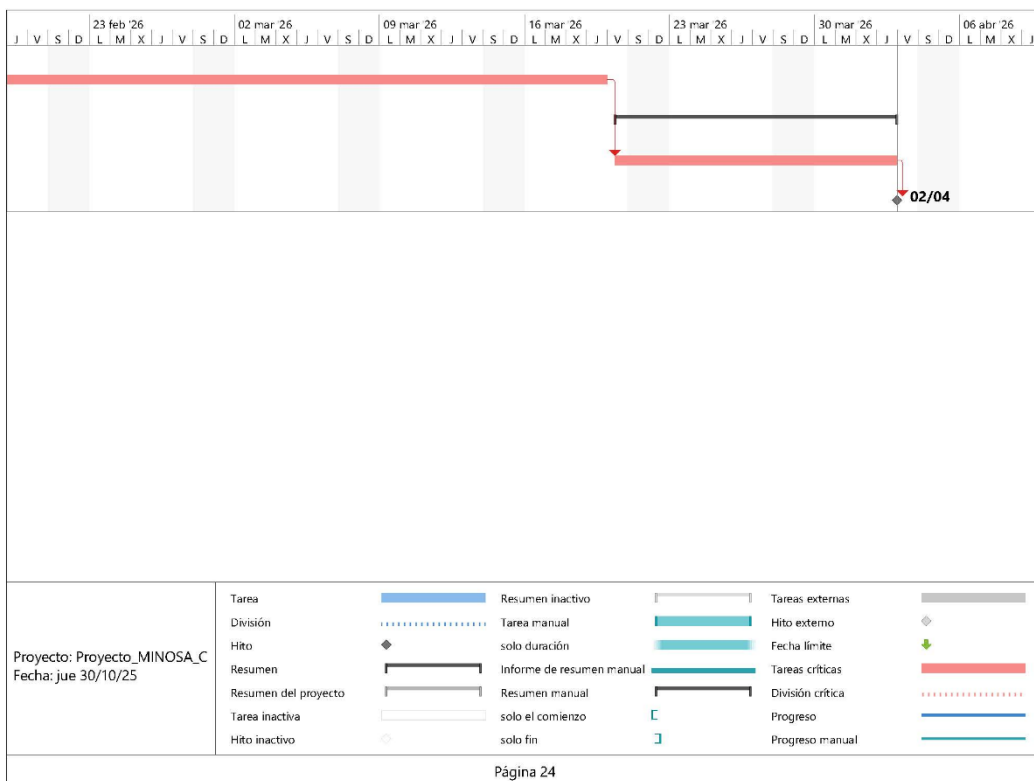 23 feb '26 02 mar '26 09 mar '26 16 mar '26 23 mar '26 30 mar '26 06 abr '26
J V S D L M X J V S D L M X J V S D L M X J V S D L M X J V S D L M X J V S D L M X J V S D L M X J
02/04
Proyecto: Proyecto_MINOSA_C
Fecha: jue 30/10/25
Tarea Resumen inactivo Tareas externas
División Tarea manual Hito externo
Hito solo duración Fecha límite
Resumen Informe de resumen manual Tareas críticas
Resumen del proyecto Resumen manual División crítica
Tarea inactiva solo el comienzo Progreso
Hito inactivo solo fin Progreso manual
Página 24